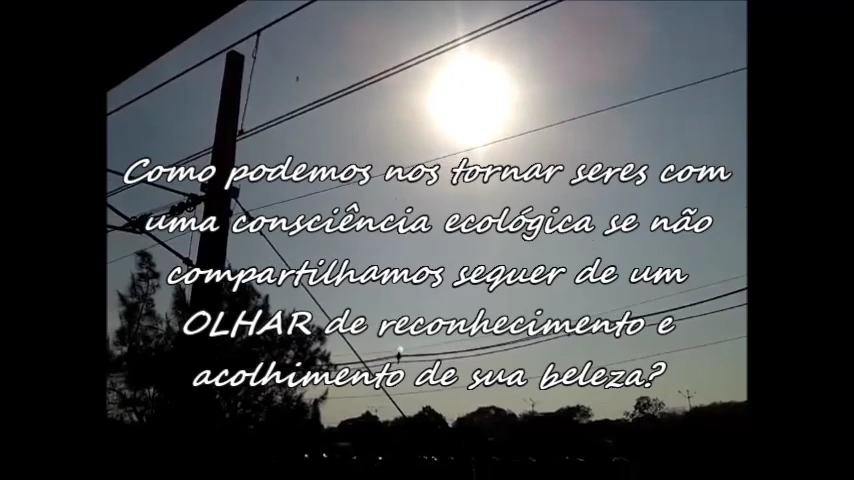 Como podemos nos tornar seres com
uma consciência ecológica se não
compartilhamos sequer de um
OLHAR de reconhecimento e
acolhimento de sua beleza?